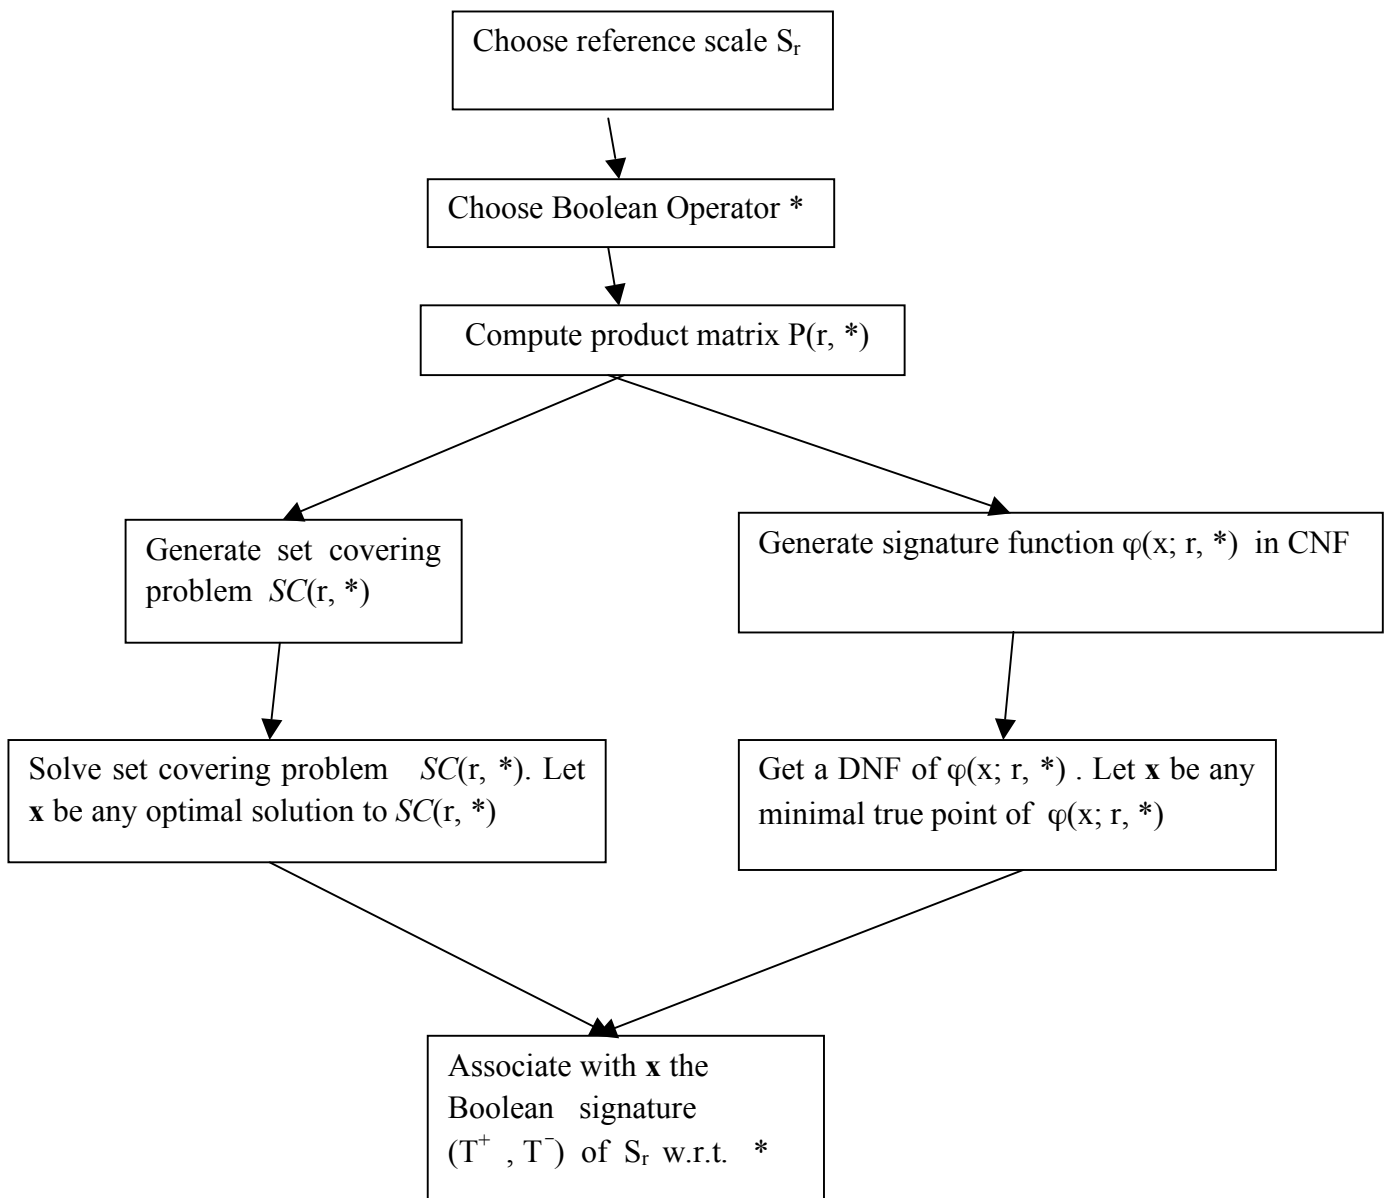 Choose reference scale Sᵣ
Choose Boolean Operator *
Compute product matrix P(r, *)
Generate set covering
problem SC(r, *)
Generate signature function φ(x; r, *) in CNF
Solve set covering problem SC(r, *). Let
x be any optimal solution to SC(r, *)
Get a DNF of φ(x; r, *) . Let x be any
minimal true point of φ(x; r, *)
Associate with x the
Boolean signature
(T⁺ , T⁻) of Sᵣ w.r.t. *